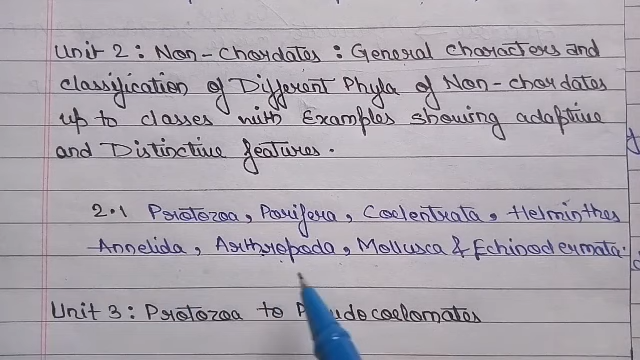 Unit 2: Non-Chordates: General characters and
classification of Different Phyla of Non-chordates
up to classes with Examples showing adaptive
and Distinctive features.
2.1 Protozoa, Porifera, Coelentrata, Helminthes
Annelida, Arthropoda, Mollusca & Echinodermata.
Unit 3: Protozoa to Pseudocoelomates